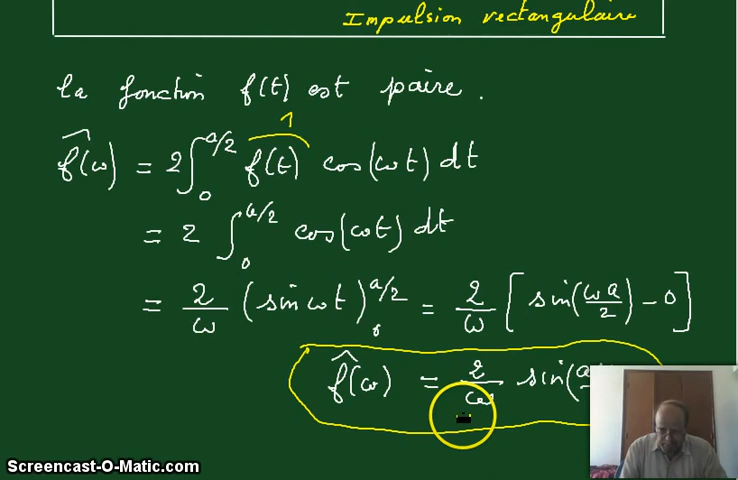 Impulsion rectangulaire
la fonction f(t) est paire.
1
f̂(ω) = 2∫₀^{a/2} f(t) cos(ωt) dt
= 2 ∫₀^{a/2} cos(ωt) dt
= 2/ω (sin ωt)₀^{a/2} = 2/ω [sin(ωa/2) − 0]
f̂(ω) = 2/ω sin(
Screencast-O-Matic.com